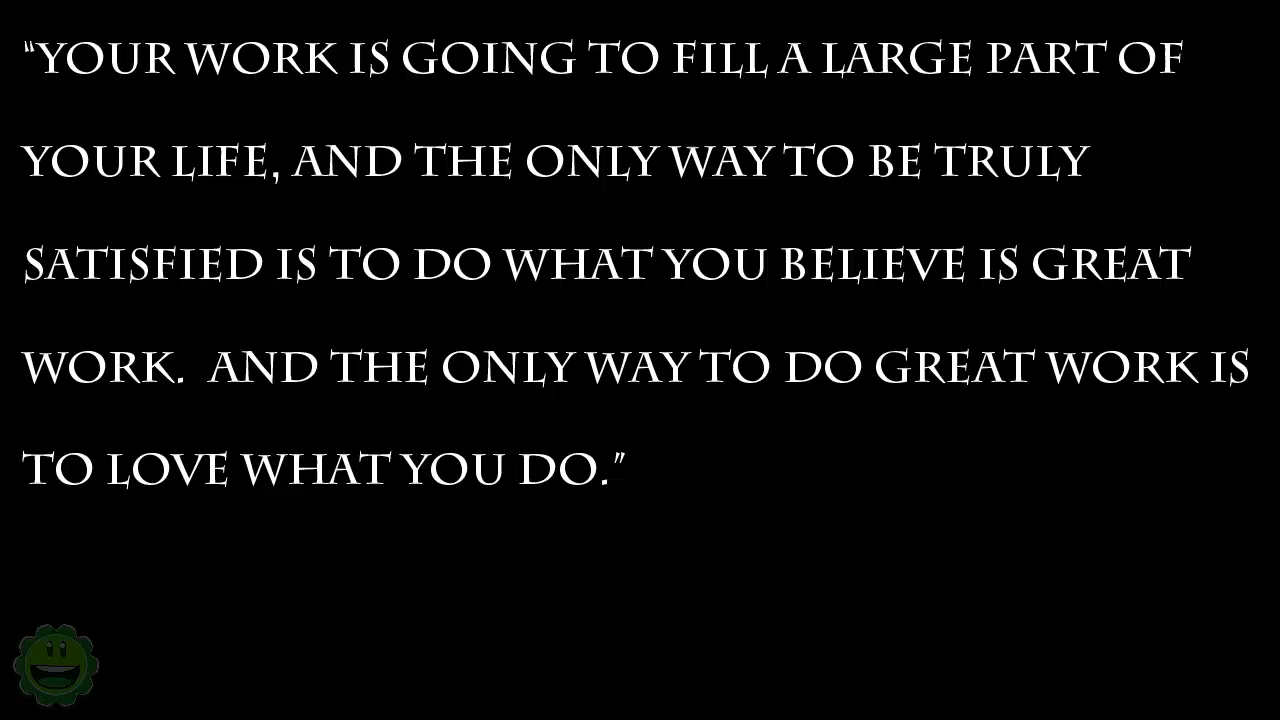 "YOUR WORK IS GOING TO FILL A LARGE PART OF
YOUR LIFE, AND THE ONLY WAY TO BE TRULY
SATISFIED IS TO DO WHAT YOU BELIEVE IS GREAT
WORK.  AND THE ONLY WAY TO DO GREAT WORK IS
TO LOVE WHAT YOU DO."